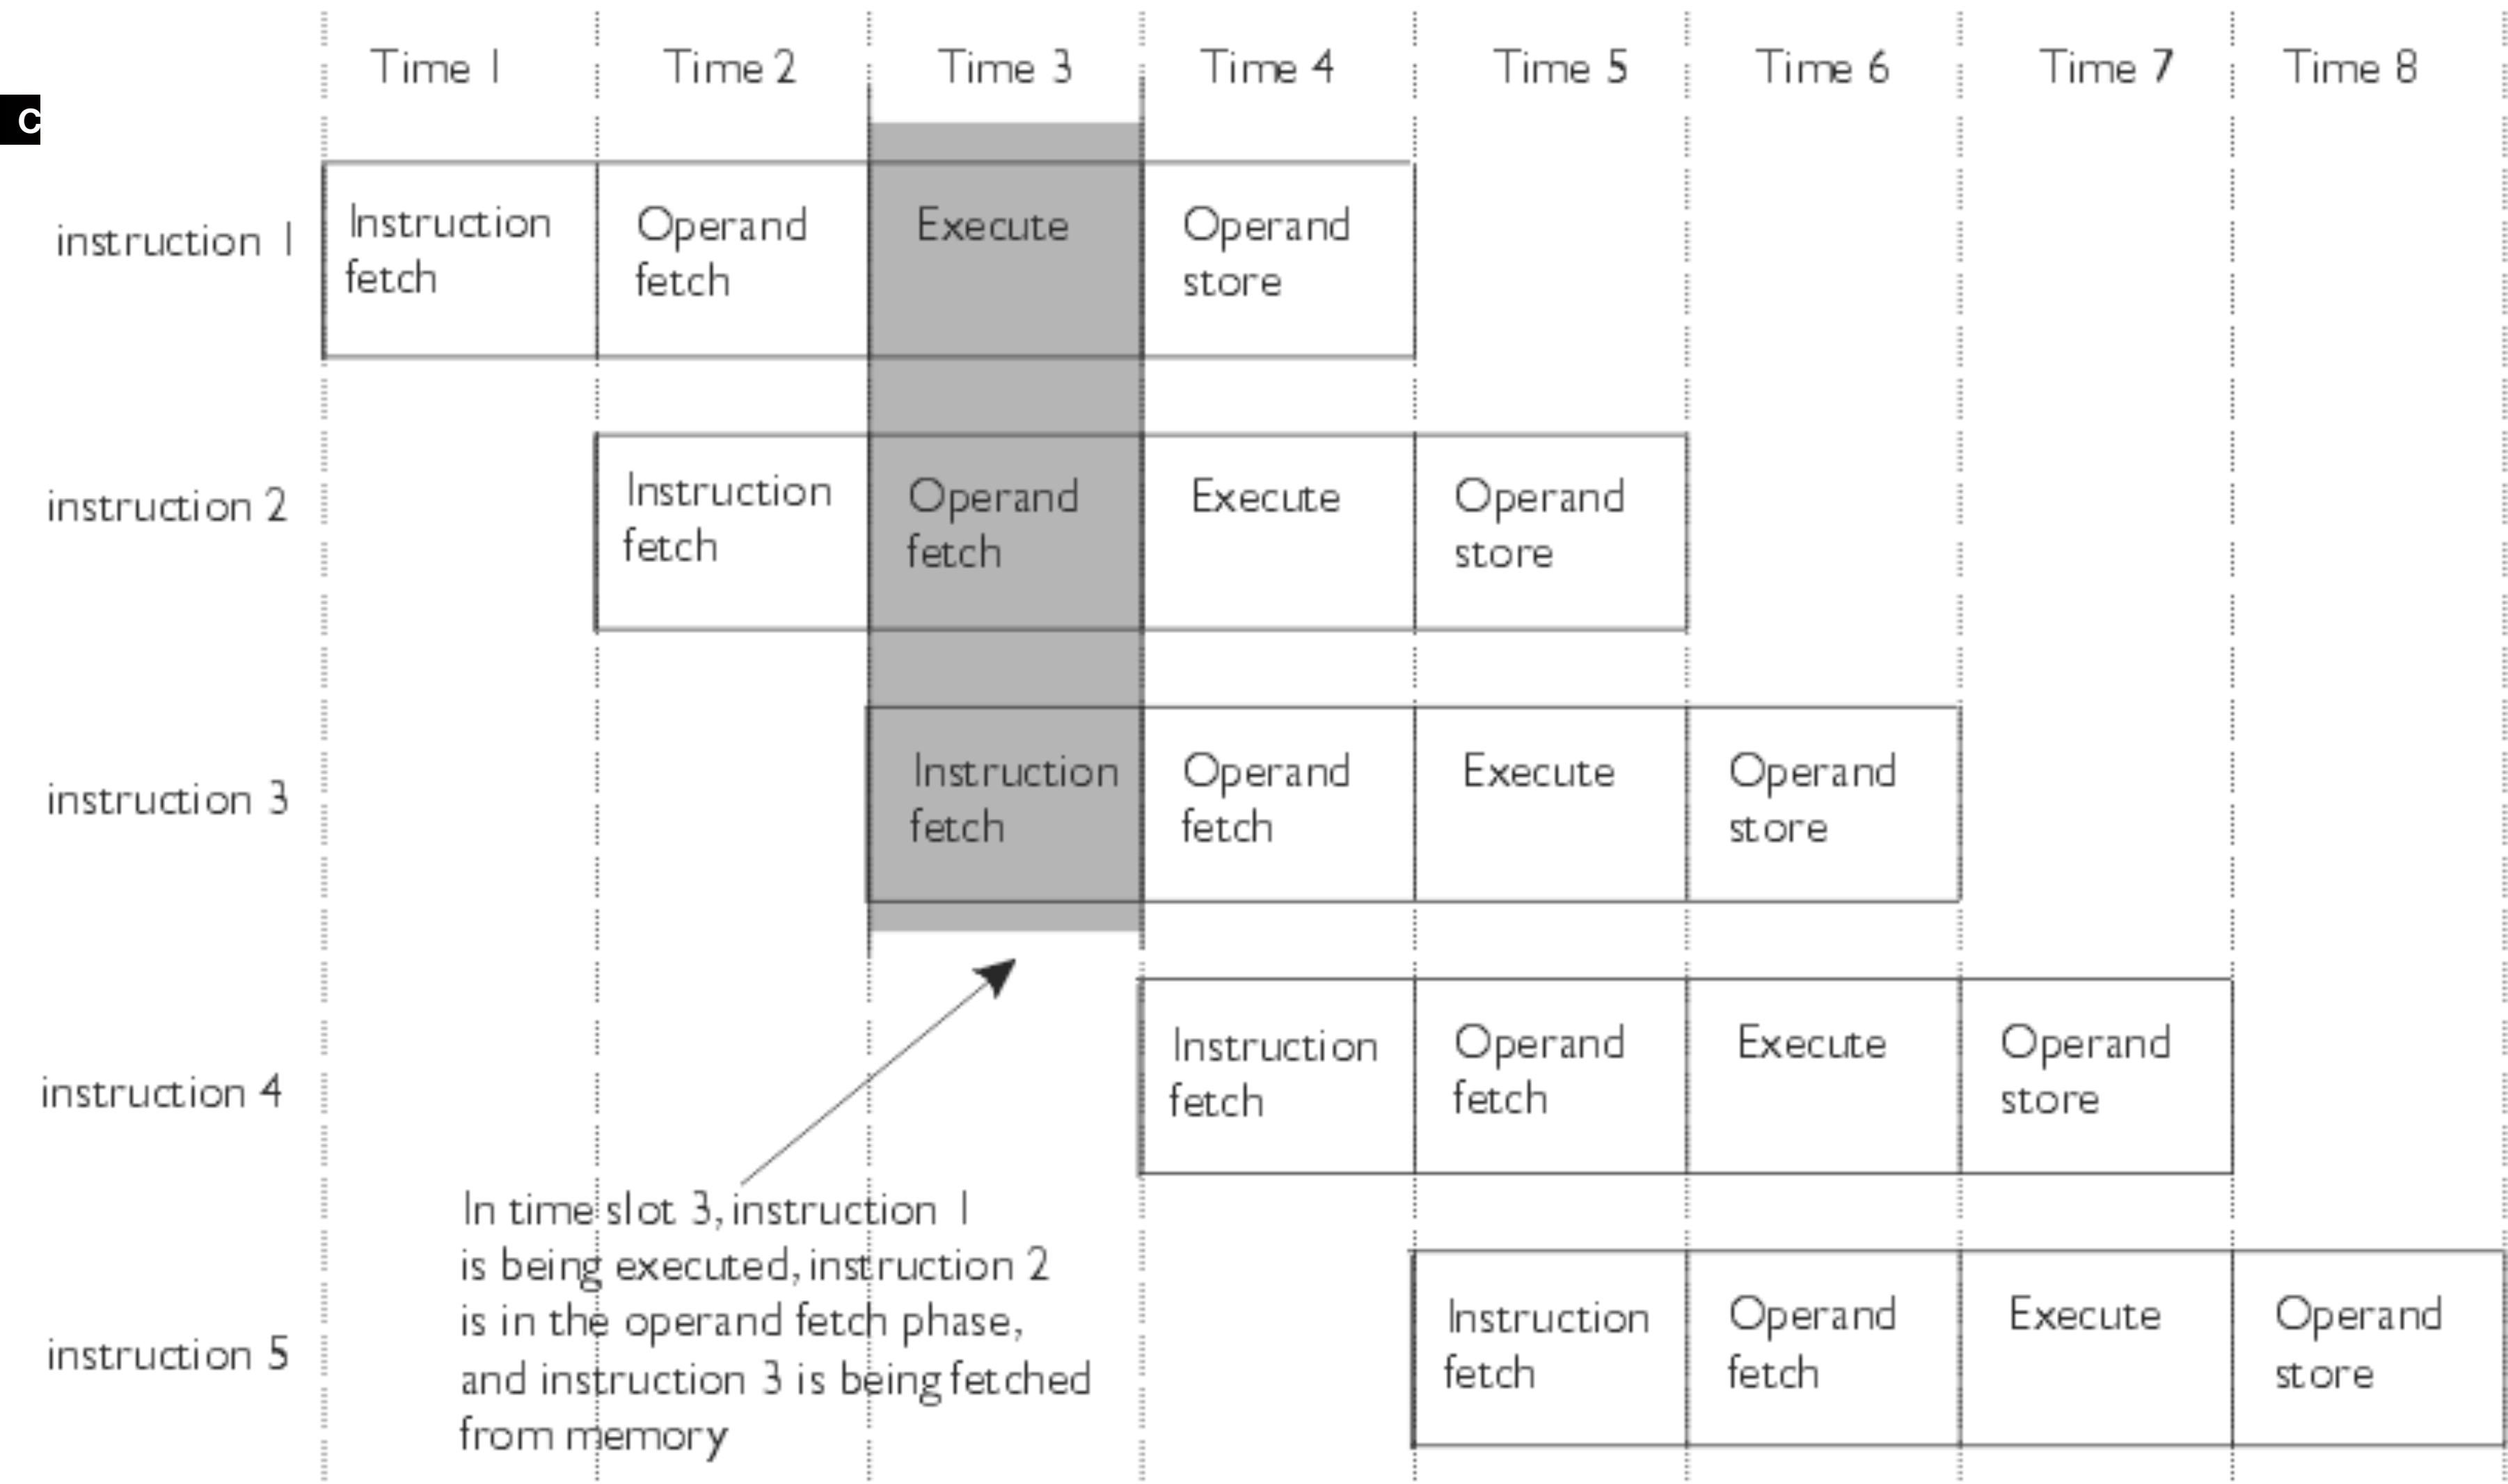 Time 1 Time 2 Time 3 Time 4 Time 5 Time 6 Time 7 Time 8
C
instruction 1
Instruction
fetch
Operand
fetch
Execute
Operand
store
instruction 2
Instruction
fetch
Operand
fetch
Execute
Operand
store
instruction 3
Instruction
fetch
Operand
fetch
Execute
Operand
store
instruction 4
Instruction
fetch
Operand
fetch
Execute
Operand
store
instruction 5
Instruction
fetch
Operand
fetch
Execute
Operand
store
In time slot 3, instruction 1
is being executed, instruction 2
is in the operand fetch phase,
and instruction 3 is being fetched
from memory